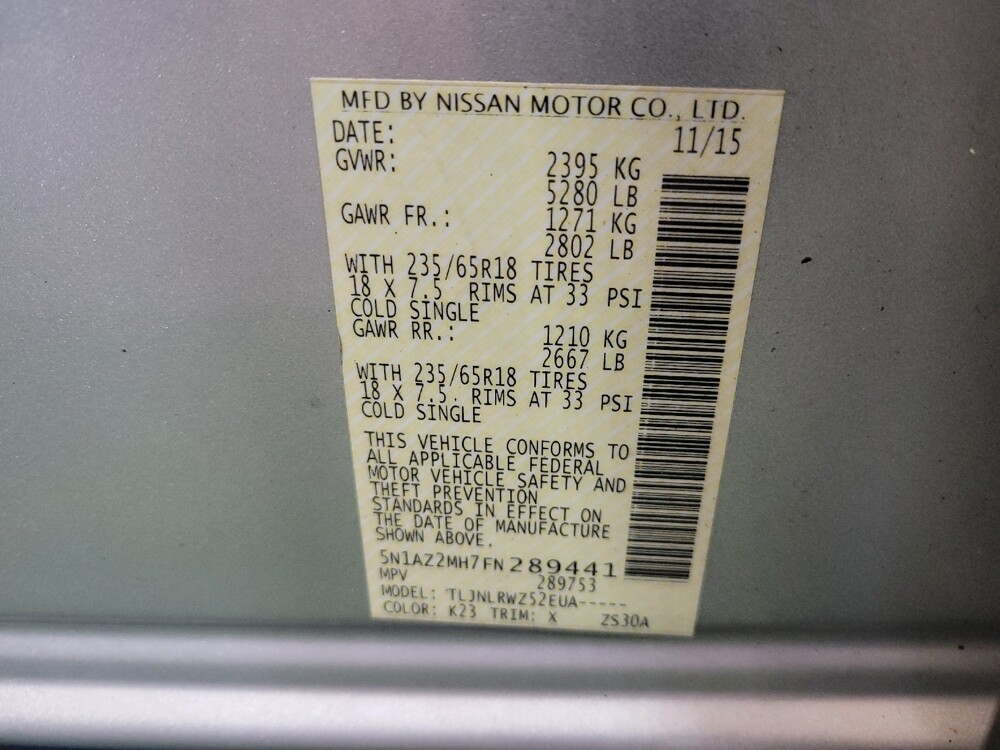 MFD BY NISSAN MOTOR CO., LTD.
DATE: 11/15
GVWR: 2395 KG
5280 LB
GAWR FR.: 1271 KG
2802 LB
WITH 235/65R18 TIRES
18 X 7.5 RIMS AT 33 PSI
COLD SINGLE
GAWR RR.: 1210 KG
2667 LB
WITH 235/65R18 TIRES
18 X 7.5 RIMS AT 33 PSI
COLD SINGLE
THIS VEHICLE CONFORMS TO
ALL APPLICABLE FEDERAL
MOTOR VEHICLE SAFETY AND
THEFT PREVENTION
STANDARDS IN EFFECT ON
THE DATE OF MANUFACTURE
SHOWN ABOVE.
5N1AZ2MH7FN289441
MPV 289753
MODEL: TLJNLRWZ52EUA-----
COLOR: K23 TRIM: X ZS30A